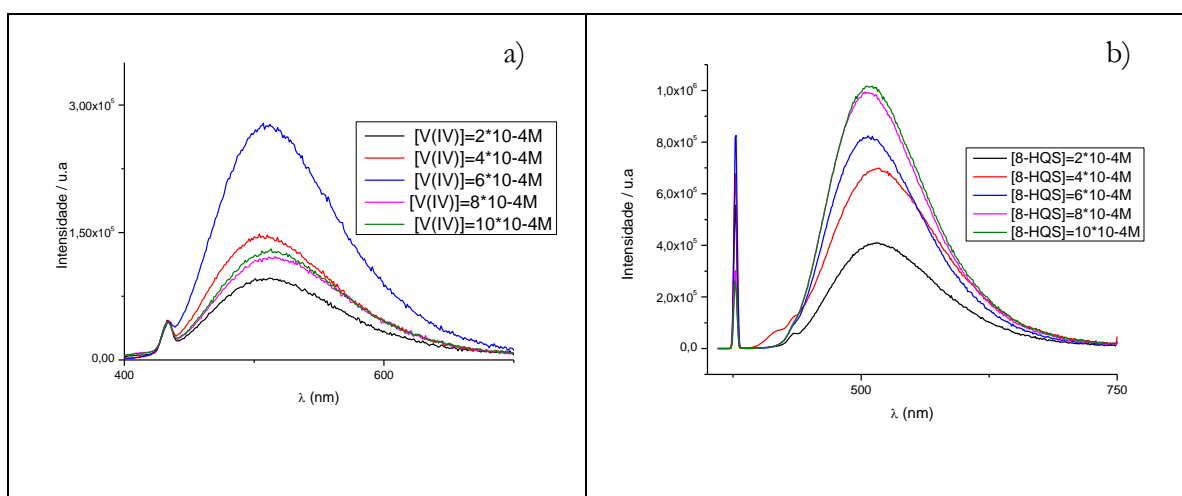 a)
3,00x10⁵
1,50x10⁵
0,00
400
600
Intensidade / u.a
λ (nm)
[V(IV)]=2*10-4M
[V(IV)]=4*10-4M
[V(IV)]=6*10-4M
[V(IV)]=8*10-4M
[V(IV)]=10*10-4M
b)
1,0x10⁶
8,0x10⁵
6,0x10⁵
4,0x10⁵
2,0x10⁵
0,0
500
750
Intensidade / u.a
λ (nm)
[8-HQS]=2*10-4M
[8-HQS]=4*10-4M
[8-HQS]=6*10-4M
[8-HQS]=8*10-4M
[8-HQS]=10*10-4M